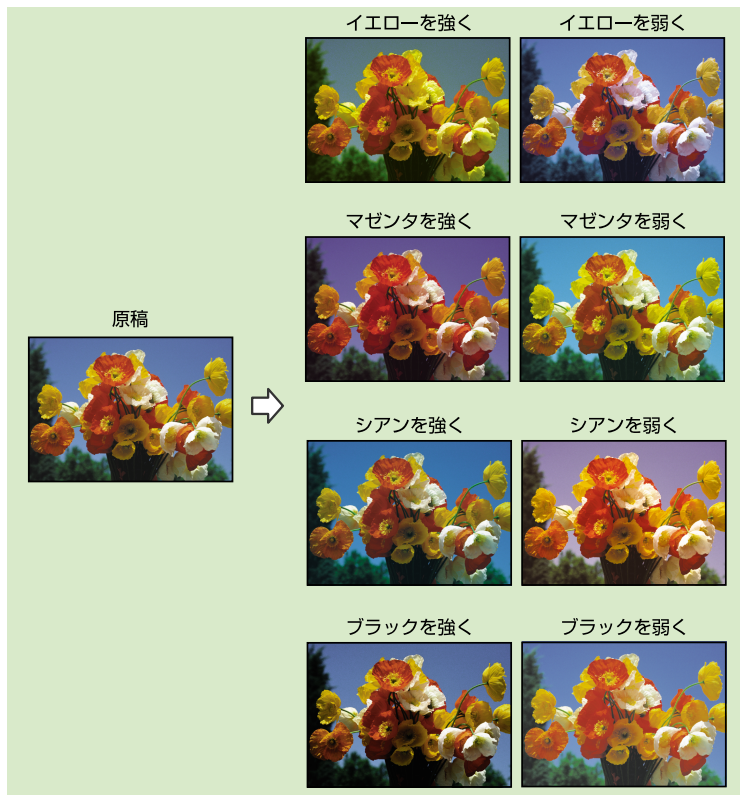 イエローを強く
イエローを弱く
マゼンタを強く
マゼンタを弱く
原稿
シアンを強く
シアンを弱く
ブラックを強く
ブラックを弱く